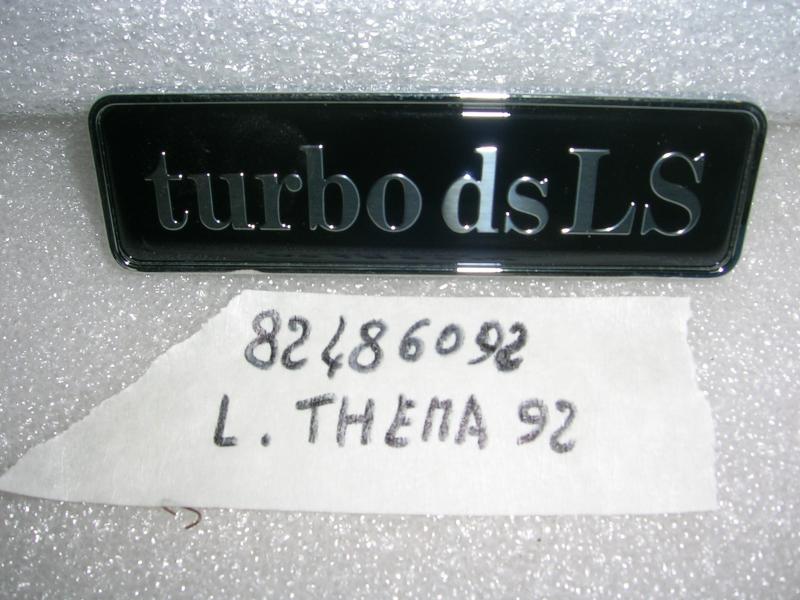 turbo ds LS
82486092
L. THEMA 92